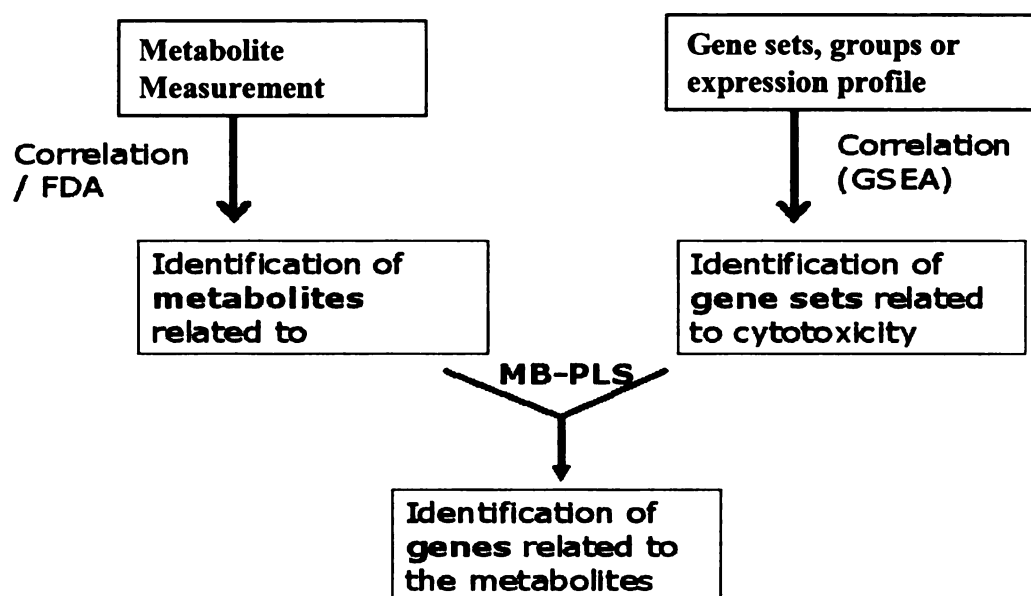 Metabolite
Measurement
Gene sets, groups or
expression profile
Correlation
/ FDA
Correlation
(GSEA)
Identification of
metabolites
related to
Identification of
gene sets related
to cytotoxicity
MB-PLS
Identification of
genes related to
the metabolites